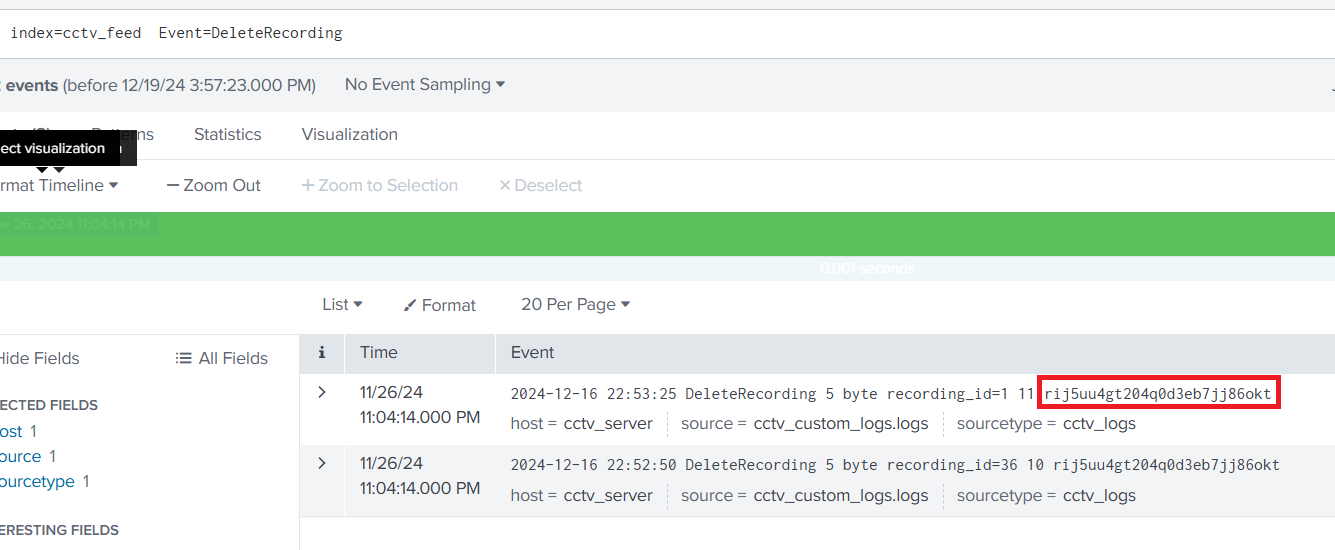 index=cctv_feed Event=DeleteRecording
events (before 12/19/24 3:57:23.000 PM) No Event Sampling
Statistics Visualization
ect visualization
rmat Timeline — Zoom Out + Zoom to Selection × Deselect
26, 2024 11:04:14 PM
0.001 seconds
List Format 20 Per Page
Hide Fields All Fields
i Time Event
ECTED FIELDS
ost 1
ource 1
ourcetype 1
ERESTING FIELDS
11/26/24
11:04:14.000 PM
2024-12-16 22:53:25 DeleteRecording 5 byte recording_id=1 11 rij5uu4gt204q0d3eb7jj86okt
host = cctv_server source = cctv_custom_logs.logs sourcetype = cctv_logs
11/26/24
11:04:14.000 PM
2024-12-16 22:52:50 DeleteRecording 5 byte recording_id=36 10 rij5uu4gt204q0d3eb7jj86okt
host = cctv_server source = cctv_custom_logs.logs sourcetype = cctv_logs